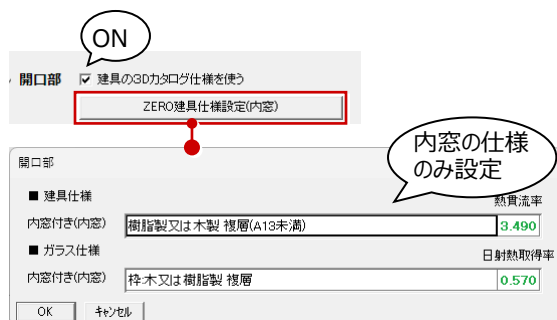 ON
開口部 建具の3Dカタログ仕様を使う
ZERO建具仕様設定(内窓)
内窓の仕様
のみ設定
開口部
■ 建具仕様
熱貫流率
内窓付き(内窓) 樹脂製又は木製 複層(A13未満) 3.490
■ ガラス仕様
日射熱取得率
内窓付き(内窓) 枠:木又は樹脂製 複層 0.570
OK キャンセル